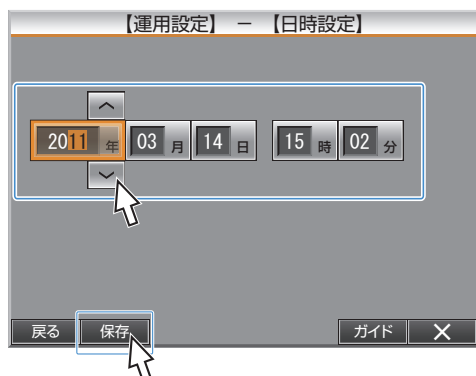 【運用設定】 － 【日時設定】
2011 年 03 月 14 日 15 時 02 分
戻る 保存 ガイド ×